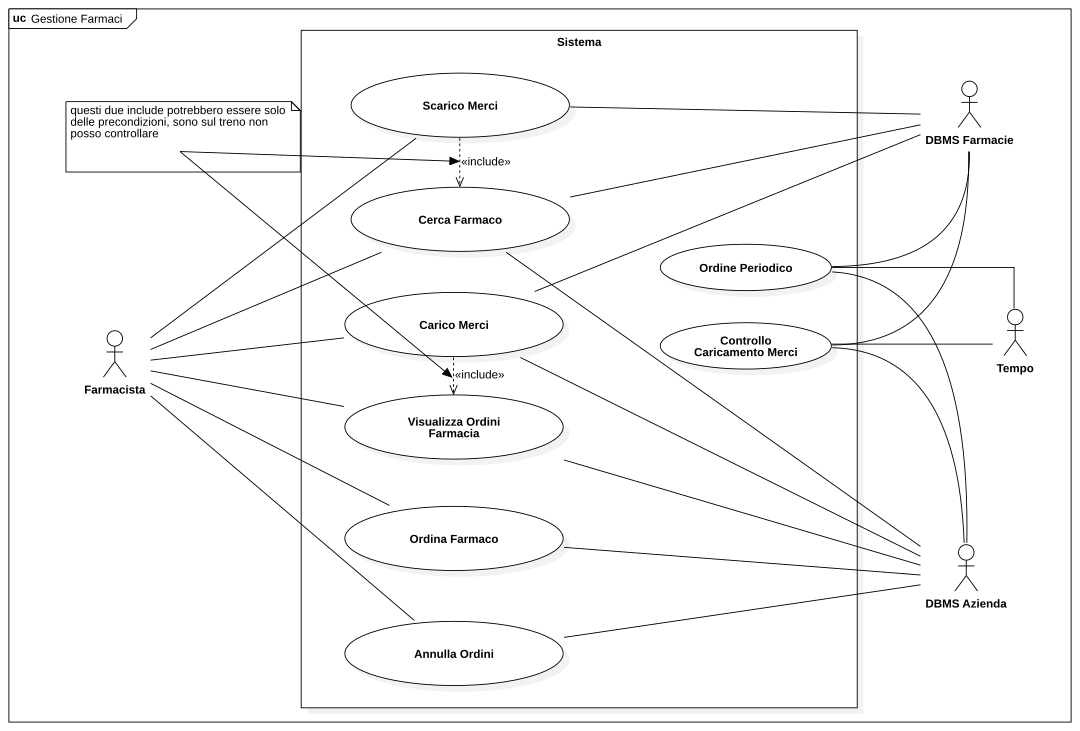 uc Gestione Farmaci
Sistema
questi due include potrebbero essere solo
delle precondizioni, sono sul treno non
posso controllare
Scarico Merci
«include»
Cerca Farmaco
Carico Merci
«include»
Visualizza Ordini
Farmacia
Ordina Farmaco
Annulla Ordini
Ordine Periodico
Controllo
Caricamento Merci
Farmacista
DBMS Farmacie
Tempo
DBMS Azienda